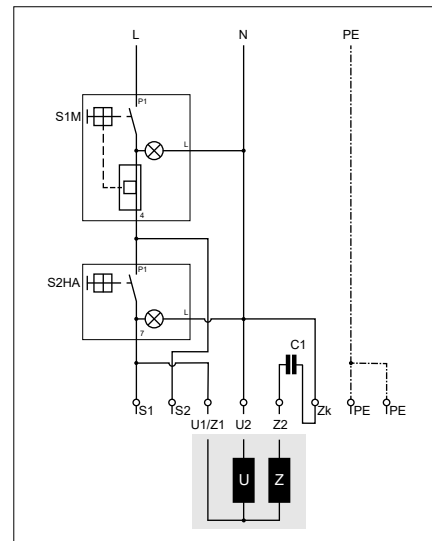 L N PE
P1
S1M
L
4
P1
S2HA
L
7
C1
S1 S2 U1/Z1 U2 Z2 Zk PE PE
U Z